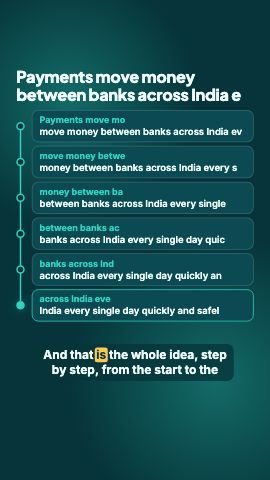 Payments move money
between banks across India e
Payments move mo
move money between banks across India ev
move money betwe
money between banks across India every s
money between ba
between banks across India every single
between banks ac
banks across India every single day quic
banks across Ind
across India every single day quickly an
across India eve
India every single day quickly and safel
And that is the whole idea, step
by step, from the start to the